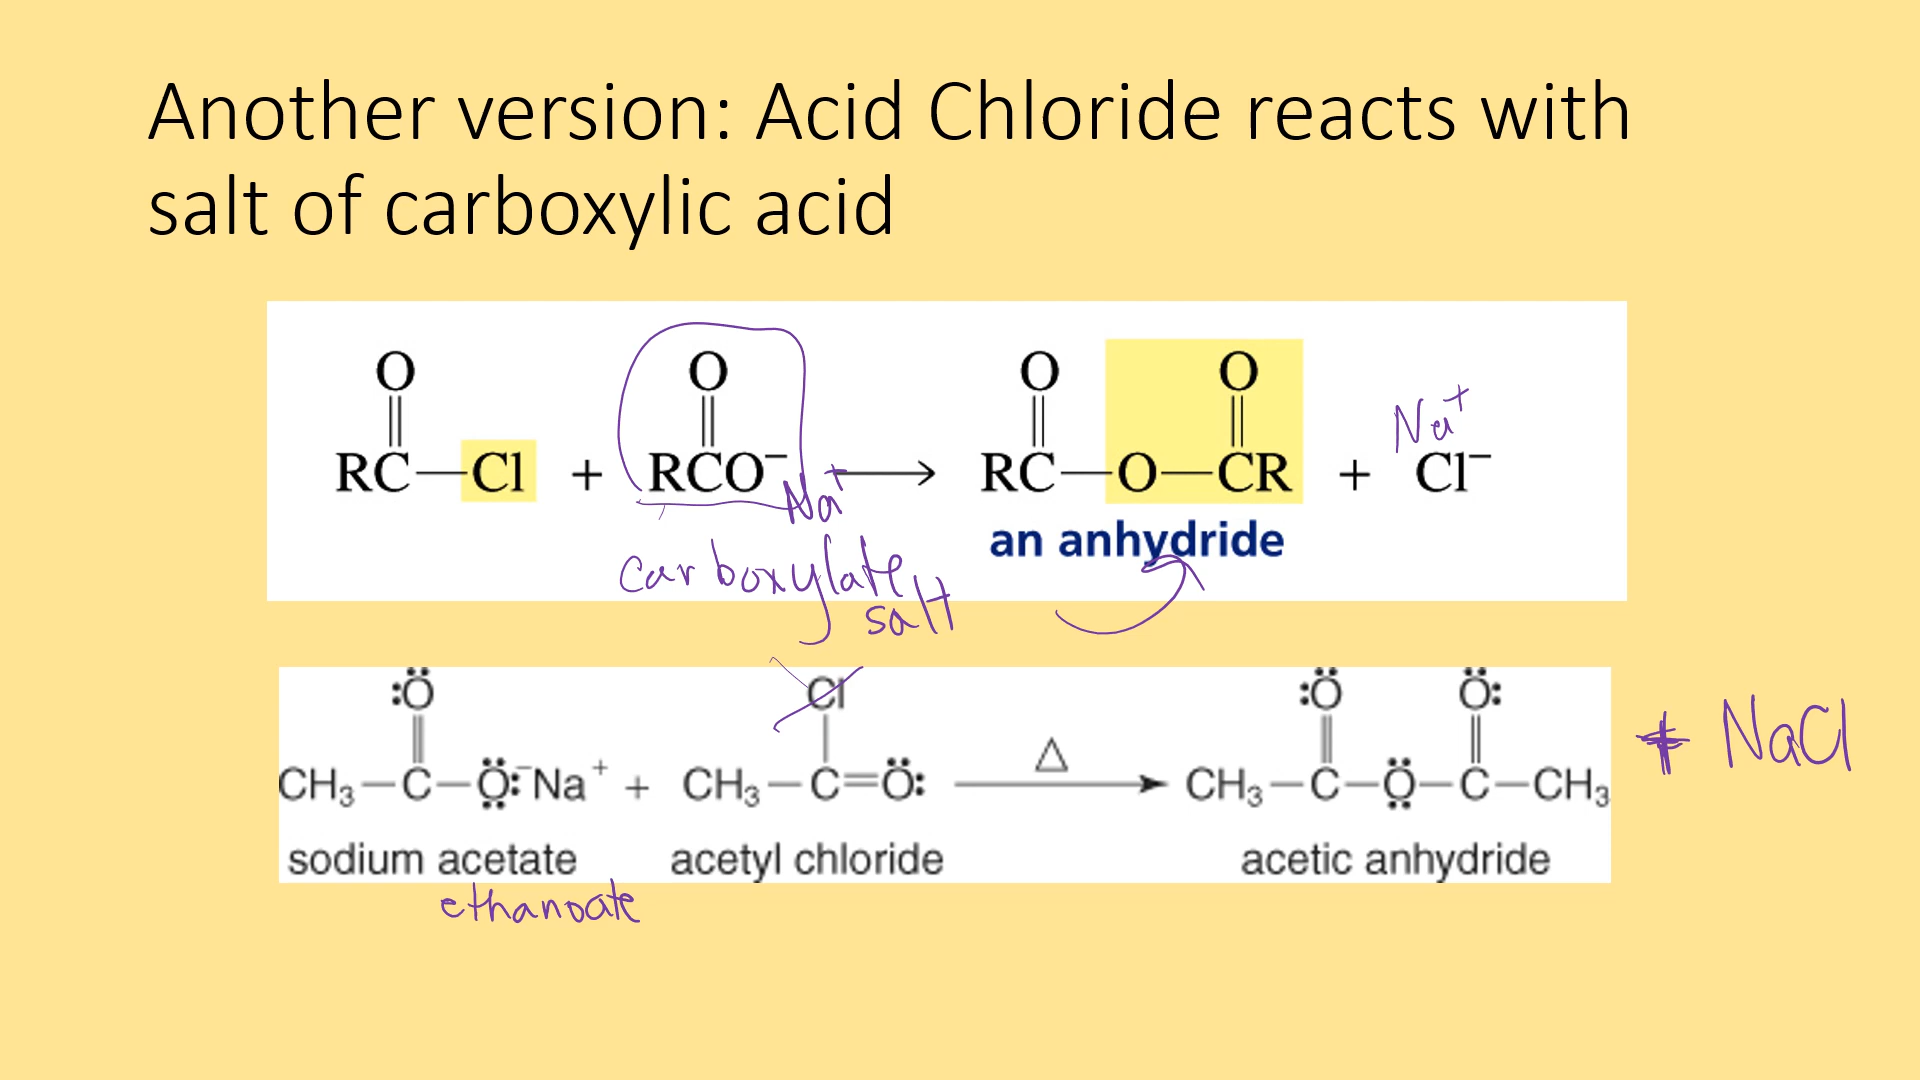 Another version: Acid Chloride reacts with
salt of carboxylic acid
O O O O
RC—Cl + RCO⁻ Na⁺ ⟶ RC—O—CR + Na⁺ Cl⁻
an anhydride
carboxylate
salt
:Ö Cl :Ö Ö:
CH₃—C—Ö:⁻ Na⁺ + CH₃—C=Ö: Δ ⟶ CH₃—C—Ö—C—CH₃ + NaCl
sodium acetate acetyl chloride acetic anhydride
ethanoate